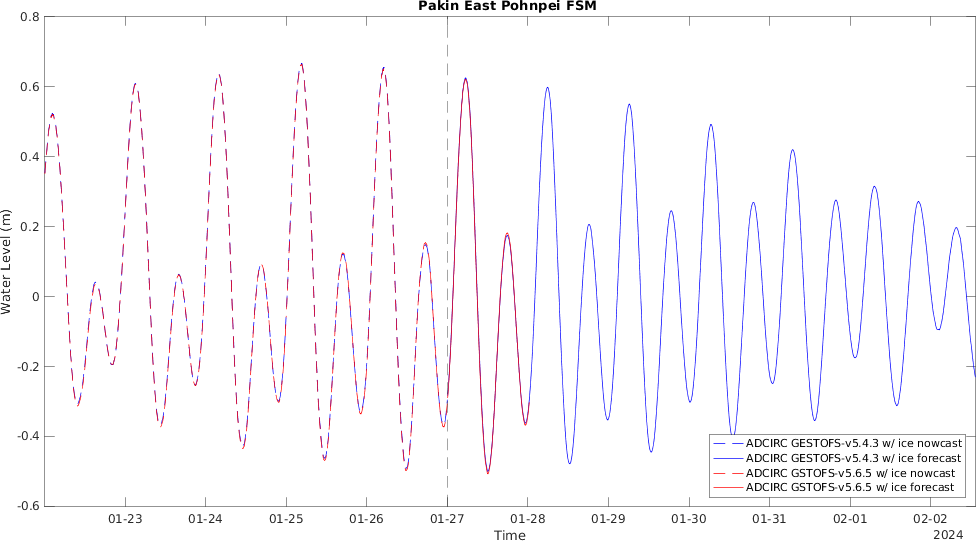 Pakin East Pohnpei FSM
0.8
0.6
0.4
0.2
0
-0.2
-0.4
-0.6
Water Level (m)
ADCIRC GESTOFS-v5.4.3 w/ ice nowcast
ADCIRC GESTOFS-v5.4.3 w/ ice forecast
ADCIRC GSTOFS-v5.6.5 w/ ice nowcast
ADCIRC GSTOFS-v5.6.5 w/ ice forecast
01-23 01-24 01-25 01-26 01-27 01-28 01-29 01-30 01-31 02-01 02-02
Time 2024